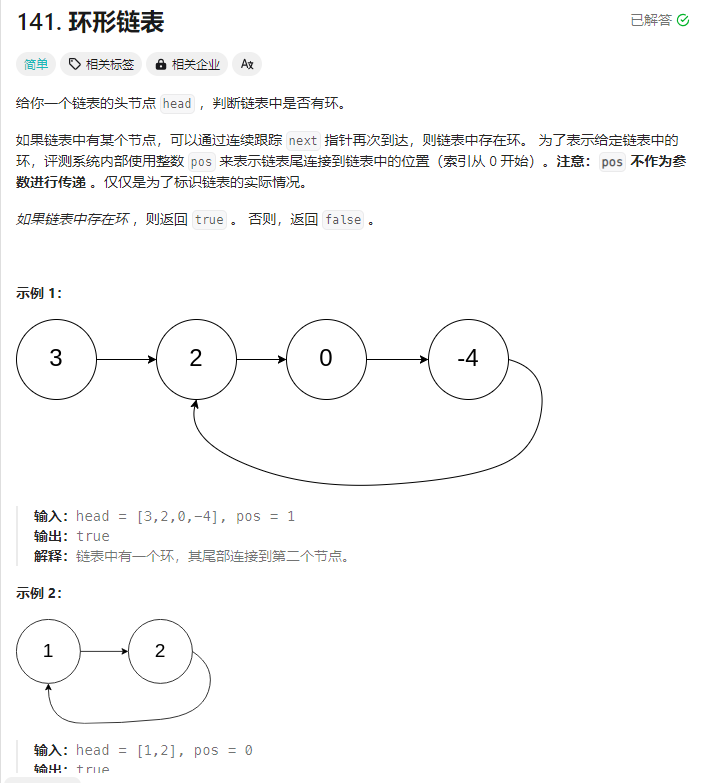 141. 环形链表
已解答
简单 相关标签 相关企业 Ax
给你一个链表的头节点 head ，判断链表中是否有环。
如果链表中有某个节点，可以通过连续跟踪 next 指针再次到达，则链表中存在环。 为了表示给定链表中的
环，评测系统内部使用整数 pos 来表示链表尾连接到链表中的位置（索引从 0 开始）。注意：pos 不作为参
数进行传递 。仅仅是为了标识链表的实际情况。
如果链表中存在环 ，则返回 true 。 否则，返回 false 。
示例 1：
3 2 0 -4
输入：head = [3,2,0,-4], pos = 1
输出：true
解释：链表中有一个环，其尾部连接到第二个节点。
示例 2：
1 2
输入：head = [1,2], pos = 0
输出：true